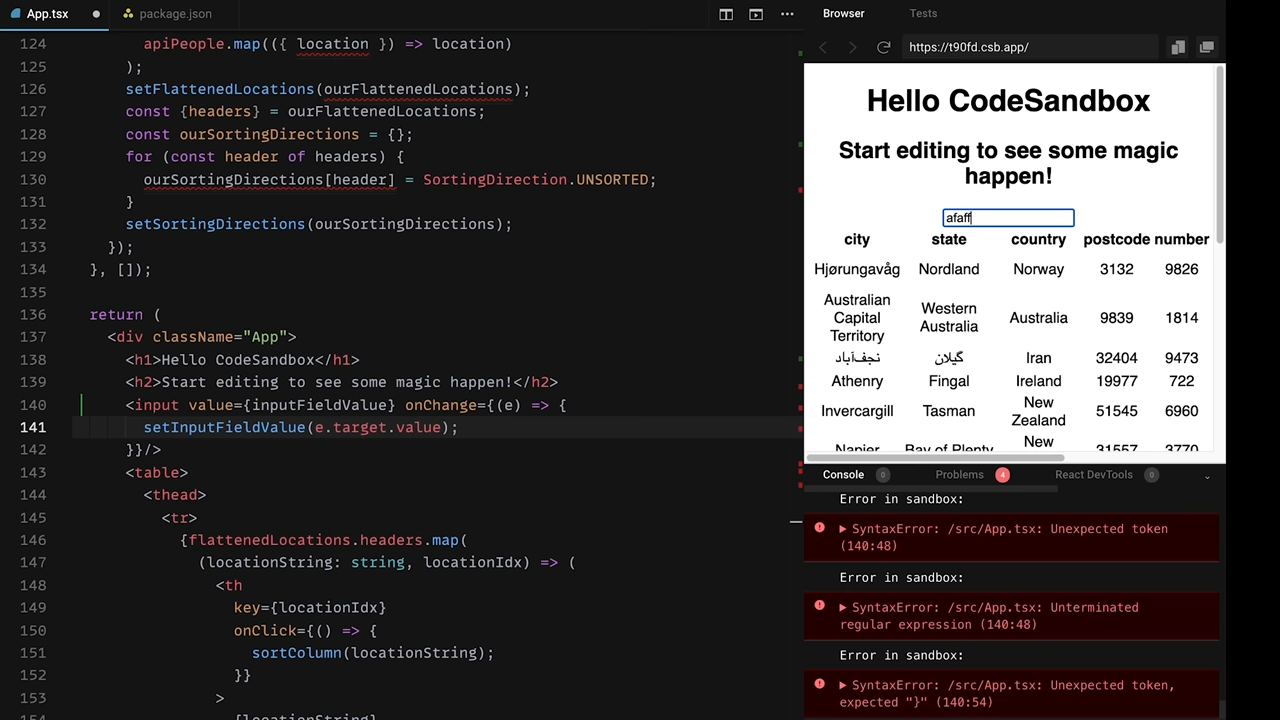 App.tsx
package.json
124 apiPeople.map(({ location }) => location)
125 );
126 setFlattenedLocations(ourFlattenedLocations);
127 const {headers} = ourFlattenedLocations;
128 const ourSortingDirections = {};
129 for (const header of headers) {
130 ourSortingDirections[header] = SortingDirection.UNSORTED;
131 }
132 setSortingDirections(ourSortingDirections);
133 });
134 }, []);
135
136 return (
137 <div className="App">
138 <h1>Hello CodeSandbox</h1>
139 <h2>Start editing to see some magic happen!</h2>
140 <input value={inputFieldValue} onChange={(e) => {
141 setInputFieldValue(e.target.value);
142 }}/>
143 <table>
144 <thead>
145 <tr>
146 {flattenedLocations.headers.map(
147 (locationString: string, locationIdx) => (
148 <th
149 key={locationIdx}
150 onClick={() => {
151 sortColumn(locationString);
152 }}
153 >
154 {locationString}
Browser
Tests
https://t90fd.csb.app/
Hello CodeSandbox
Start editing to see some magic
happen!
afaff
city state country postcode number
Hjørungavåg Nordland Norway 3132 9826
Australian
Capital
Territory
Western
Australia
Australia 9839 1814
نجف‌آباد گیلان Iran 32404 9473
Athenry Fingal Ireland 19977 722
Invercargill Tasman New
Zealand
51545 6960
Napier Bay of Plenty New
31557 3770
Console 0 Problems 4 React DevTools 0
Error in sandbox:
▶ SyntaxError: /src/App.tsx: Unexpected token
(140:48)
Error in sandbox:
▶ SyntaxError: /src/App.tsx: Unterminated
regular expression (140:48)
Error in sandbox:
▶ SyntaxError: /src/App.tsx: Unexpected token,
expected "}" (140:54)